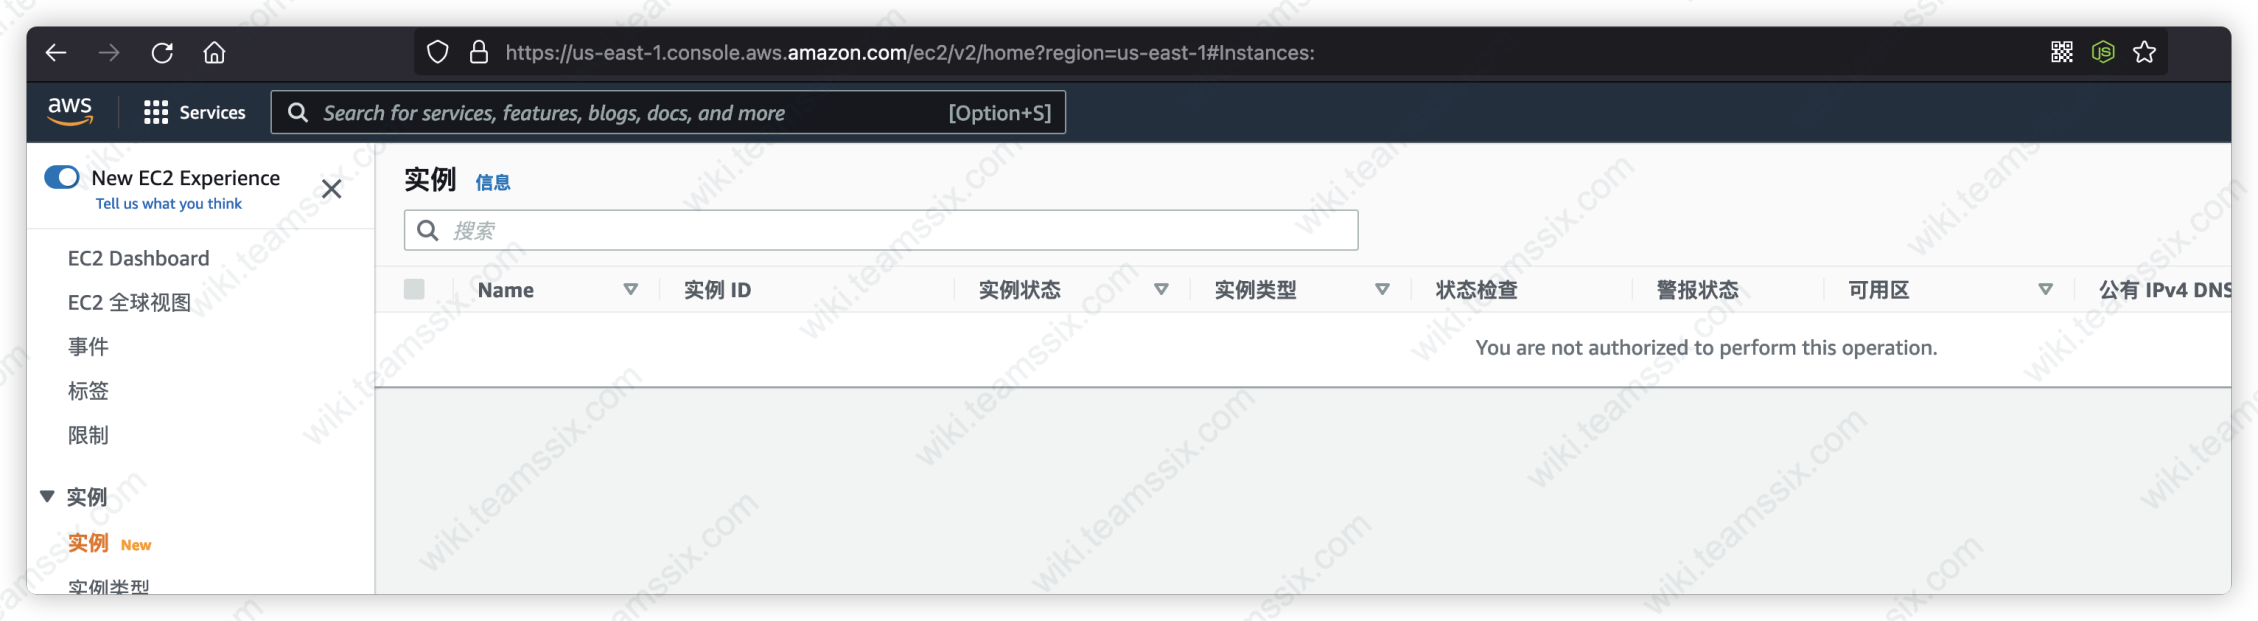 https://us-east-1.console.aws.amazon.com/ec2/v2/home?region=us-east-1#Instances:
aws
Services
Search for services, features, blogs, docs, and more
[Option+S]
New EC2 Experience
Tell us what you think
EC2 Dashboard
EC2 全球视图
事件
标签
限制
实例
实例 New
实例类型
实例 信息
搜索
Name 实例 ID 实例状态 实例类型 状态检查 警报状态 可用区 公有 IPv4 DNS
You are not authorized to perform this operation.
wiki.teamssix.com